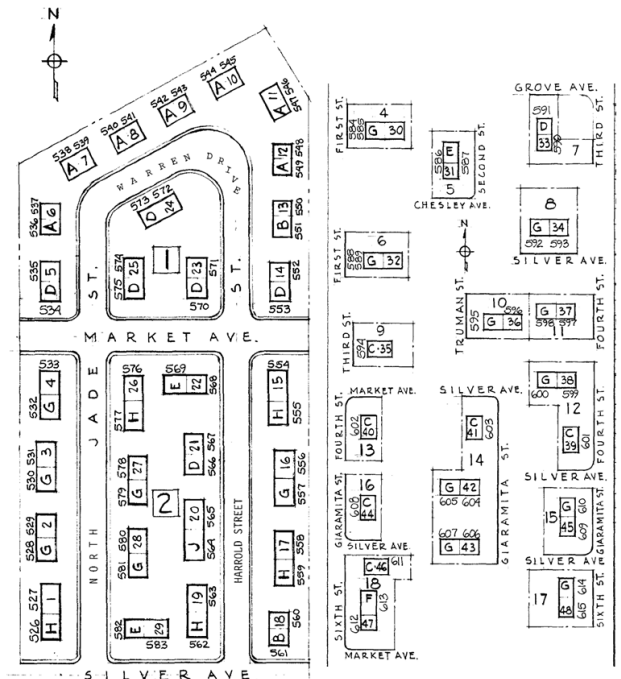 N
544 545
542 543
540 541
538 539
A 10
A 9
A 8
A 7
A 11
547 546
WARREN DRIVE
573 572
24
536 537
A 6
A 12
549 548
B 13
551 550
535
D 5
534
ST.
575 574
D 25
1
D 23
571
570
ST.
D 14
552
553
MARKET AVE.
533
G 4
532
JADE
576
H 26
577
569
E 22
568
554
H 15
555
530 531
G 3
578
G 27
579
2
D 21
567
566
G 16
556
557
528 529
G 2
NORTH
580
G 28
581
J 20
565
564
HARROLD STREET
H 17
558
559
527
H 1
526
582
E 29
583
H 19
563
562
B 18
560
561
SILVER AVE
FIRST ST.
4
584
585
G 30
586
E
31
587
5
SECOND ST.
CHESLEY AVE.
GROVE AVE.
591
D
33
7
THIRD ST.
8
G 34
592 593
SILVER AVE.
FIRST ST.
6
588
589
G 32
N
TRUMAN ST.
10
595
596
G 36
G 37
598 597
11
FOURTH ST.
THIRD ST.
9
594
C-35
G 38
600 599
12
C
39
601
FOURTH ST.
SILVER AVE.
MARKET AVE.
FOURTH ST.
602
C
40
13
SILVER AVE.
C
41
603
14
G 42
605 604
607 606
G 43
GIARAMITA ST.
GIARAMITA ST.
16
608
C
44
SILVER AVE.
15
G
45
610
609
GIARAMITA ST.
SILVER AVE
C-46
611
18
F
47
612
613
SIXTH ST.
MARKET AVE.
17
G
48
614
615
SIXTH ST.